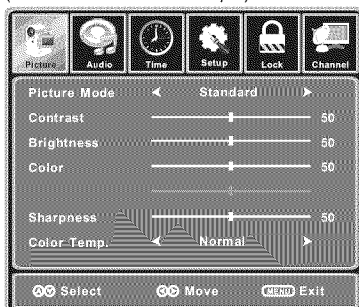 Picture Audio Time Setup Lock Channel
Picture Mode Standard
Contrast 50
Brightness 50
Color 50
Sharpness 50
Color Temp. Normal
Select Move MENU Exit